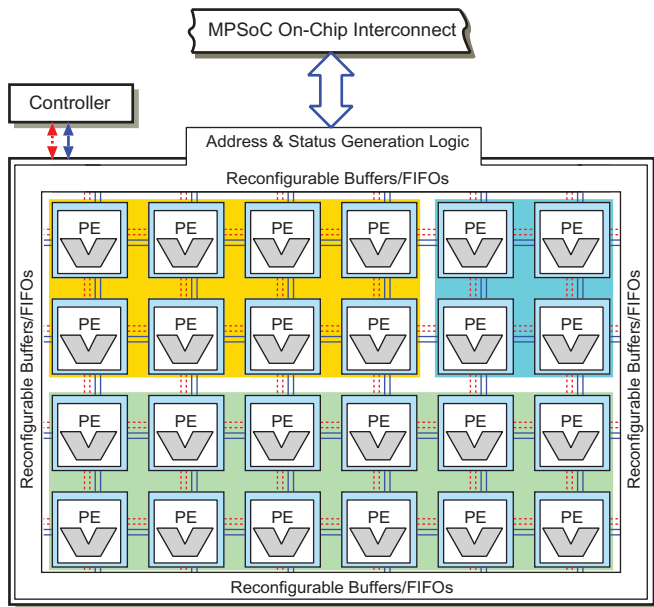 MPSoC On-Chip Interconnect
Controller
Address & Status Generation Logic
Reconfigurable Buffers/FIFOs
Reconfigurable Buffers/FIFOs
Reconfigurable Buffers/FIFOs
PE PE PE PE PE PE
PE PE PE PE PE PE
PE PE PE PE PE PE
PE PE PE PE PE PE
Reconfigurable Buffers/FIFOs